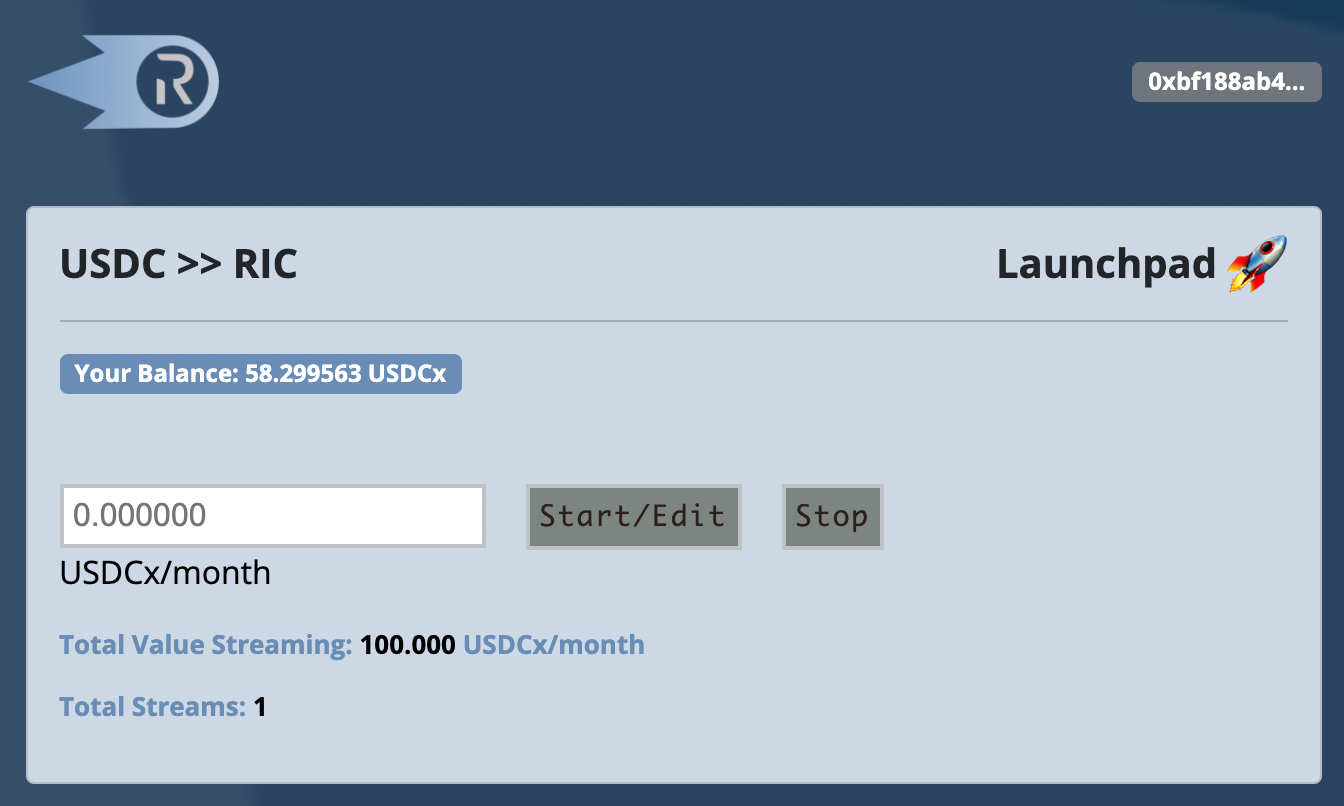 R
0xbf188ab4...
USDC >> RIC
Launchpad 🚀
Your Balance: 58.299563 USDCx
0.000000
Start/Edit
Stop
USDCx/month
Total Value Streaming: 100.000 USDCx/month
Total Streams: 1